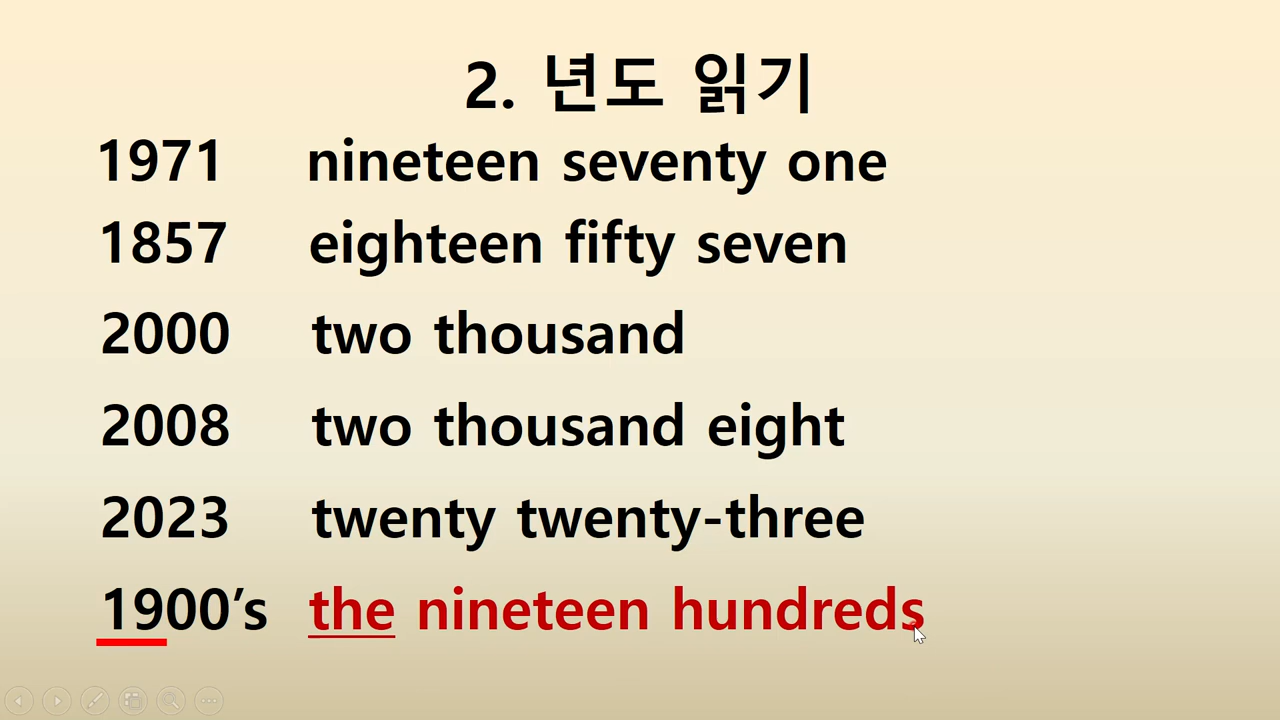 2. 년도 읽기
1971 nineteen seventy one
1857 eighteen fifty seven
2000 two thousand
2008 two thousand eight
2023 twenty twenty-three
1900’s the nineteen hundreds